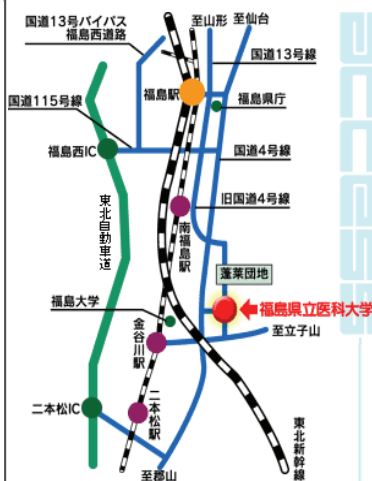 国道13号バイパス
福島西道路
至山形
至仙台
国道13号線
福島駅
福島県庁
国道115号線
福島西IC
国道4号線
東北自動車道
旧国道4号線
南福島駅
蓬莱団地
福島大学
福島県立医科大学
金谷川駅
至立子山
二本松IC
二本松駅
東北新幹線
至郡山
access